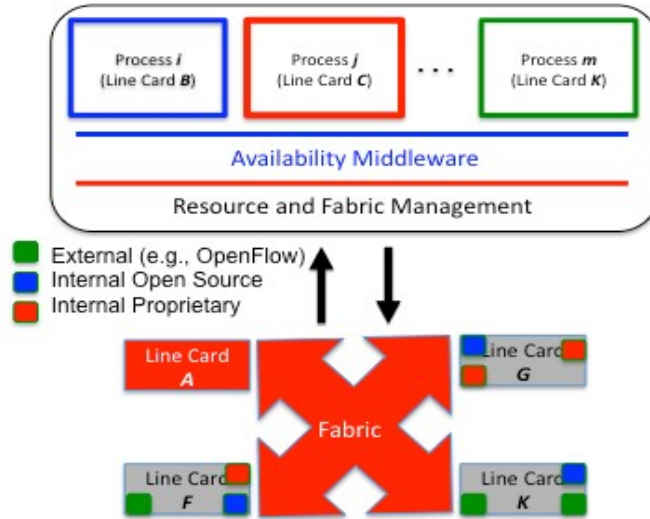 Process i
(Line Card B)
Process j
(Line Card C)
. . .
Process m
(Line Card K)
Availability Middleware
Resource and Fabric Management
External (e.g., OpenFlow)
Internal Open Source
Internal Proprietary
Line Card
A
Line Card
G
Fabric
Line Card
F
Line Card
K